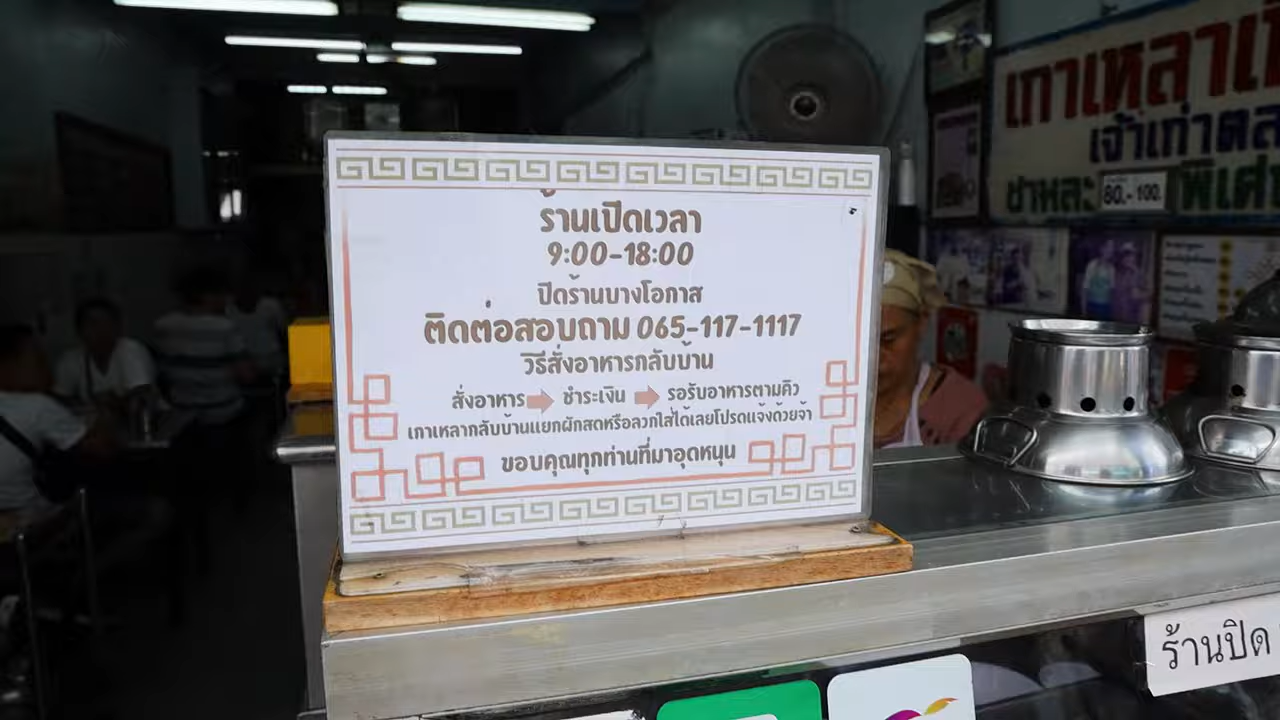 ร้านเปิดเวลา
9:00-18:00
ปิดร้านบางโอกาส
ติดต่อสอบถาม 065-117-1117
วิธีสั่งอาหารกลับบ้าน
สั่งอาหาร ชำระเงิน รอรับอาหารตามคิว
เกาเหลากลับบ้านแยกผักสดหรือลวกใส่ได้เลยโปรดแจ้งด้วยจ้า
ขอบคุณทุกท่านที่มาอุดหนุน
เกาเหลา
เจ้าเก่า
ชามละ 80.-100. พิเศษ
ร้านปิด